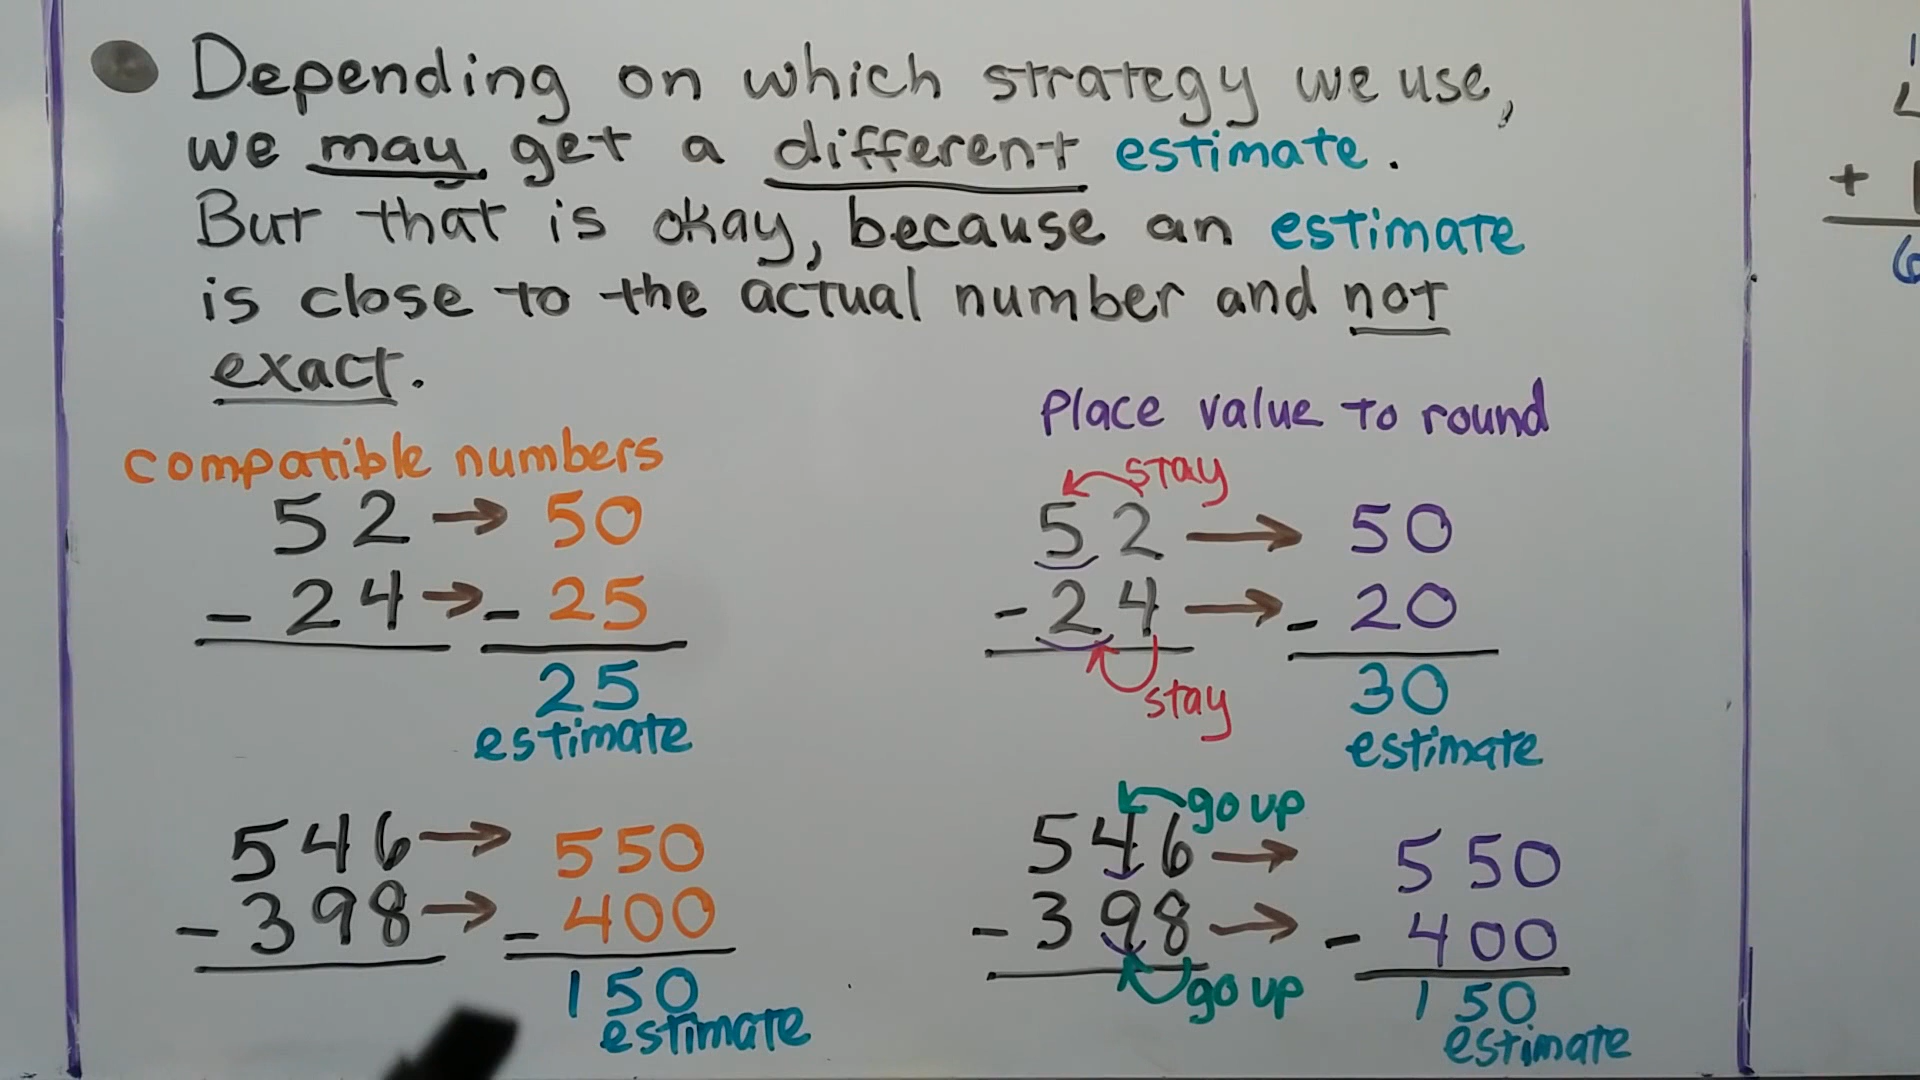 Depending on which strategy we use,
we may get a different estimate.
But that is okay, because an estimate
is close to the actual number and not
exact.
compatible numbers
52 → 50
- 24 → - 25
25
estimate
546 → 550
- 398 → - 400
150
estimate
Place value to round
stay
52 → 50
- 24 → - 20
stay
30
estimate
go up
546 → 550
- 398 → - 400
go up
150
estimate
+
6